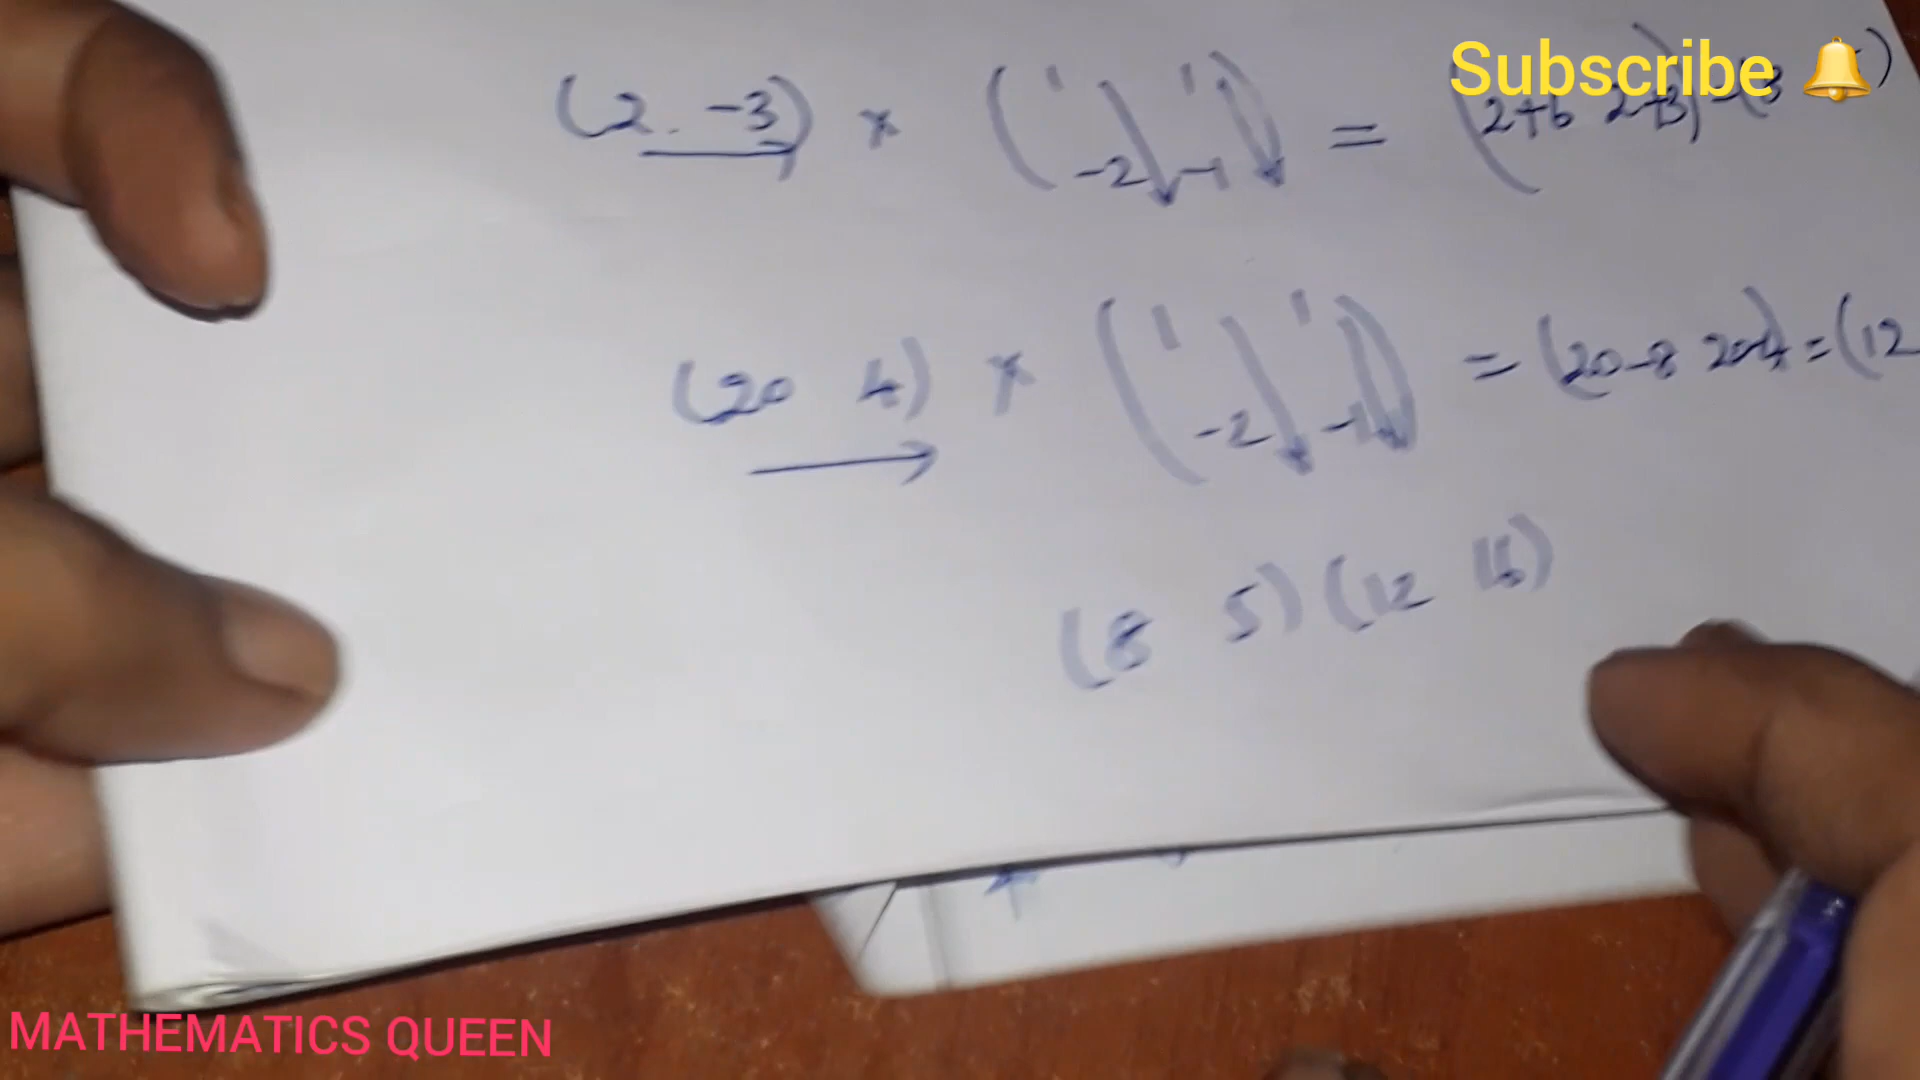 Subscribe 🔔
(2. -3) × ( 1 1 -2 -1 ) = (2+6 2+3) = (8 )
(20 4) × ( 1 1 -2 -1 ) = (20-8 20-4) = (12
(8 5) (12 16)
MATHEMATICS QUEEN